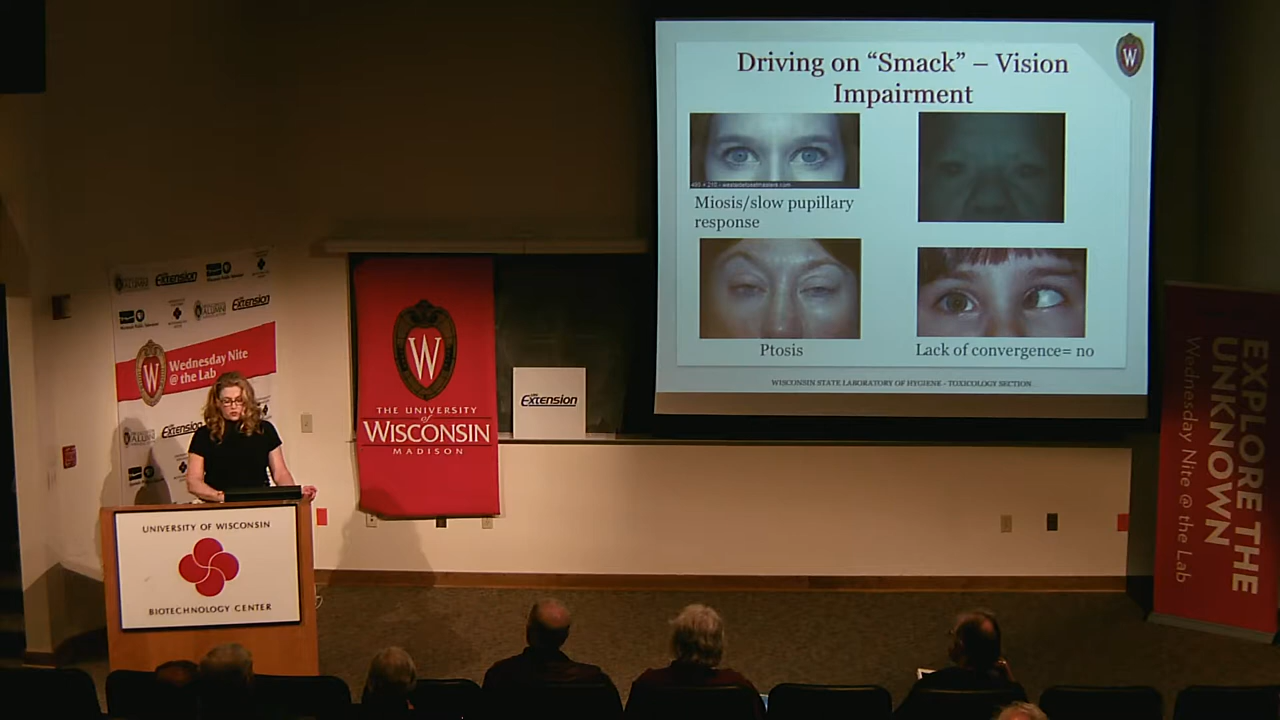 Driving on “Smack” – Vision
Impairment
W
Miosis/slow pupillary
response
Ptosis
Lack of convergence= no
WISCONSIN STATE LABORATORY OF HYGIENE - TOXICOLOGY SECTION
Extension
Extension
Wednesday Nite
@ the Lab
Extension
W
THE UNIVERSITY
of
WISCONSIN
MADISON
Extension
UNIVERSITY OF WISCONSIN
BIOTECHNOLOGY CENTER
EXPLORE THE
UNKNOWN
Wednesday Nite @ the Lab